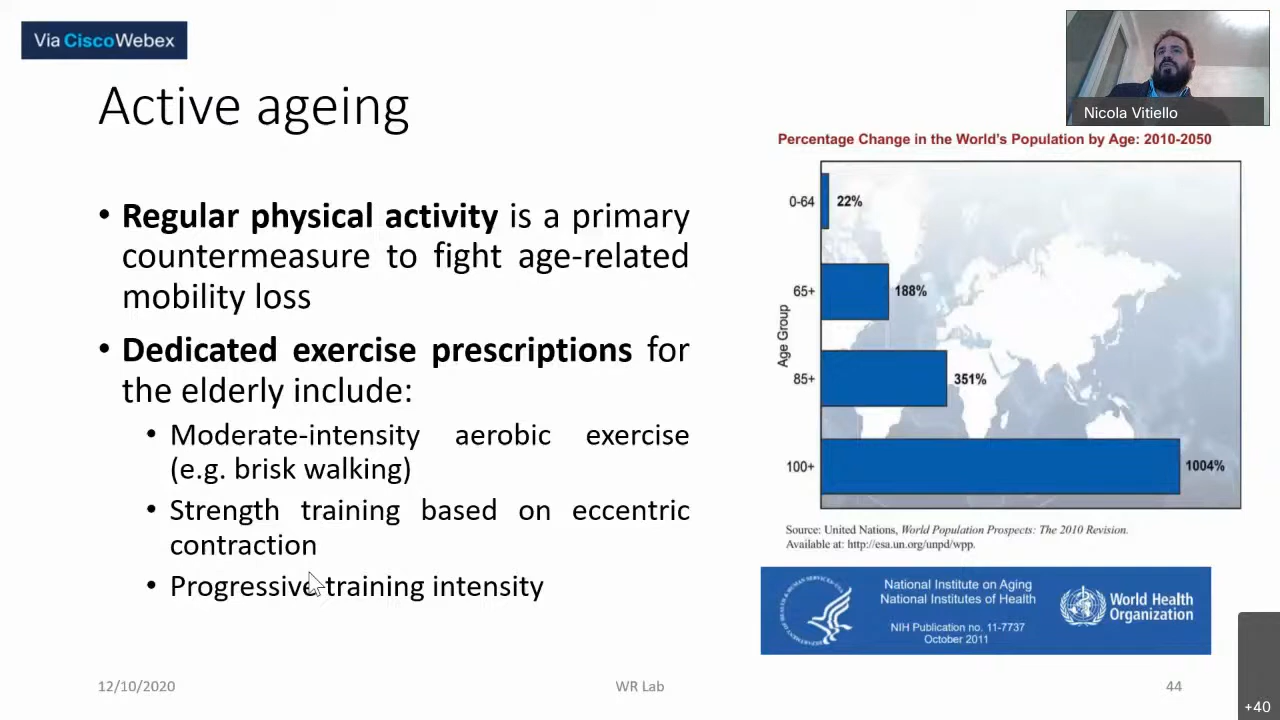 Via CiscoWebex
Active ageing
Nicola Vitiello
• Regular physical activity is a primary
countermeasure to fight age-related
mobility loss
• Dedicated exercise prescriptions for
the elderly include:
• Moderate-intensity aerobic exercise
(e.g. brisk walking)
• Strength training based on eccentric
contraction
• Progressive training intensity
Percentage Change in the World's Population by Age: 2010-2050
Age Group
0-64 22%
65+ 188%
85+ 351%
100+ 1004%
Source: United Nations, World Population Prospects: The 2010 Revision.
Available at: http://esa.un.org/unpd/wpp.
National Institute on Aging
National Institutes of Health
NIH Publication no. 11-7737
October 2011
World Health
Organization
12/10/2020
WR Lab
44
+40